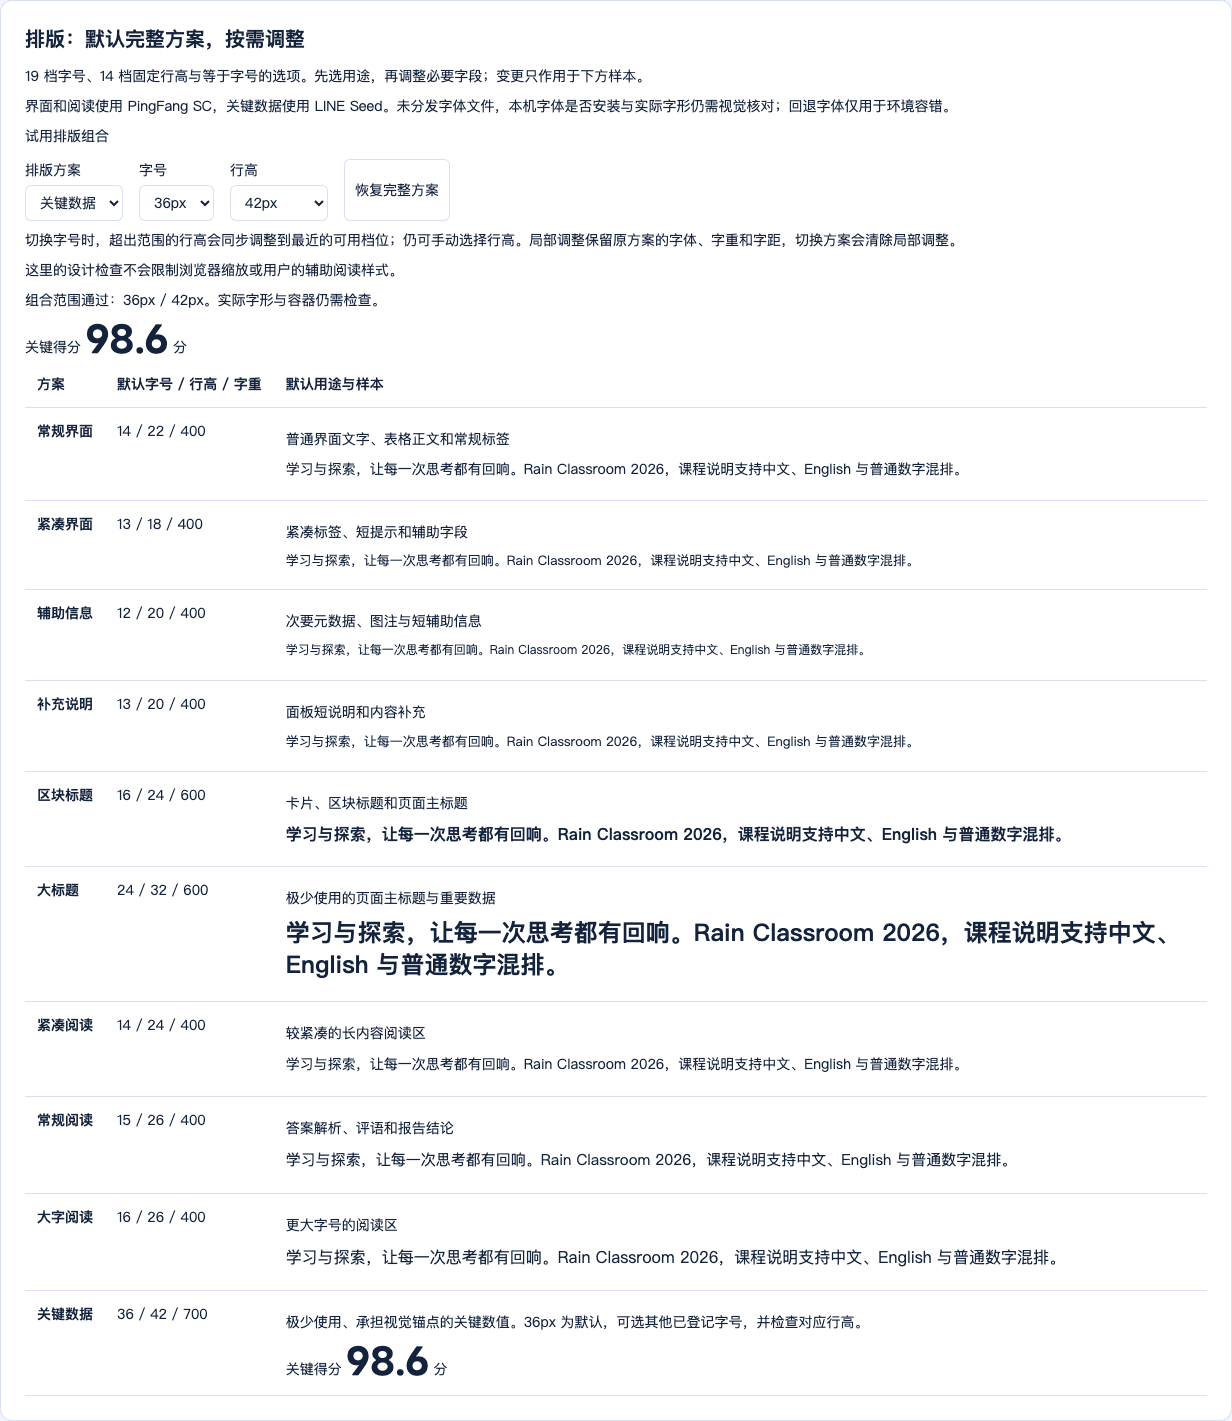 排版：默认完整方案，按需调整
19 档字号、14 档固定行高与等于字号的选项。先选用途，再调整必要字段；变更只作用于下方样本。
界面和阅读使用 PingFang SC，关键数据使用 LINE Seed。未分发字体文件，本机字体是否安装与实际字形仍需视觉核对；回退字体仅用于环境容错。
试用排版组合
排版方案 字号 行高
关键数据 36px 42px 恢复完整方案
切换字号时，超出范围的行高会同步调整到最近的可用档位；仍可手动选择行高。局部调整保留原方案的字体、字重和字距，切换方案会清除局部调整。
这里的设计检查不会限制浏览器缩放或用户的辅助阅读样式。
组合范围通过：36px / 42px。实际字形与容器仍需检查。
关键得分 98.6 分
方案 默认字号 / 行高 / 字重 默认用途与样本
常规界面 14 / 22 / 400 普通界面文字、表格正文和常规标签
学习与探索，让每一次思考都有回响。Rain Classroom 2026，课程说明支持中文、English 与普通数字混排。
紧凑界面 13 / 18 / 400 紧凑标签、短提示和辅助字段
学习与探索，让每一次思考都有回响。Rain Classroom 2026，课程说明支持中文、English 与普通数字混排。
辅助信息 12 / 20 / 400 次要元数据、图注与短辅助信息
学习与探索，让每一次思考都有回响。Rain Classroom 2026，课程说明支持中文、English 与普通数字混排。
补充说明 13 / 20 / 400 面板短说明和内容补充
学习与探索，让每一次思考都有回响。Rain Classroom 2026，课程说明支持中文、English 与普通数字混排。
区块标题 16 / 24 / 600 卡片、区块标题和页面主标题
学习与探索，让每一次思考都有回响。Rain Classroom 2026，课程说明支持中文、English 与普通数字混排。
大标题 24 / 32 / 600 极少使用的页面主标题与重要数据
学习与探索，让每一次思考都有回响。Rain Classroom 2026，课程说明支持中文、
English 与普通数字混排。
紧凑阅读 14 / 24 / 400 较紧凑的长内容阅读区
学习与探索，让每一次思考都有回响。Rain Classroom 2026，课程说明支持中文、English 与普通数字混排。
常规阅读 15 / 26 / 400 答案解析、评语和报告结论
学习与探索，让每一次思考都有回响。Rain Classroom 2026，课程说明支持中文、English 与普通数字混排。
大字阅读 16 / 26 / 400 更大字号的阅读区
学习与探索，让每一次思考都有回响。Rain Classroom 2026，课程说明支持中文、English 与普通数字混排。
关键数据 36 / 42 / 700 极少使用、承担视觉锚点的关键数值。36px 为默认，可选其他已登记字号，并检查对应行高。
关键得分 98.6 分